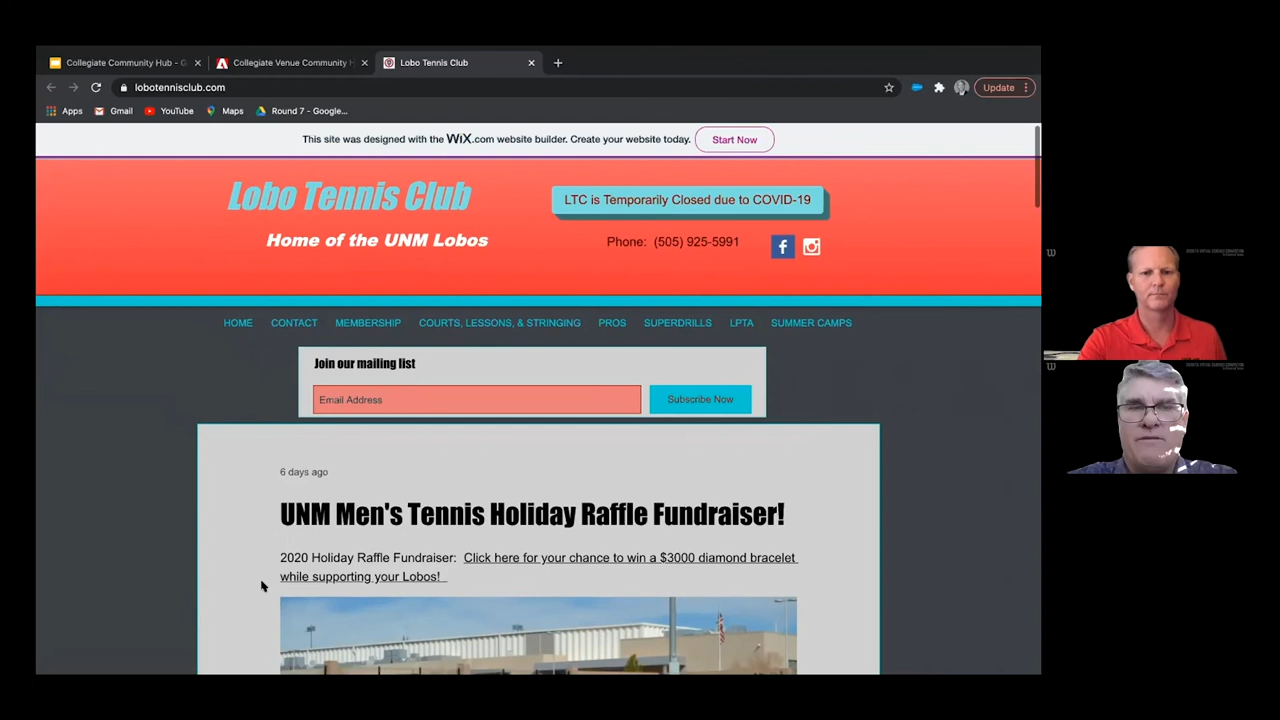 Collegiate Community Hub - G
Collegiate Venue Community H
Lobo Tennis Club
lobotennisclub.com
Update
Apps
Gmail
YouTube
Maps
Round 7 - Google...
This site was designed with the WiX.com website builder. Create your website today.
Start Now
Lobo Tennis Club
LTC is Temporarily Closed due to COVID-19
Home of the UNM Lobos
Phone: (505) 925-5991
HOME CONTACT MEMBERSHIP COURTS, LESSONS, & STRINGING PROS SUPERDRILLS LPTA SUMMER CAMPS
Join our mailing list
Email Address
Subscribe Now
6 days ago
UNM Men's Tennis Holiday Raffle Fundraiser!
2020 Holiday Raffle Fundraiser: Click here for your chance to win a $3000 diamond bracelet
while supporting your Lobos!